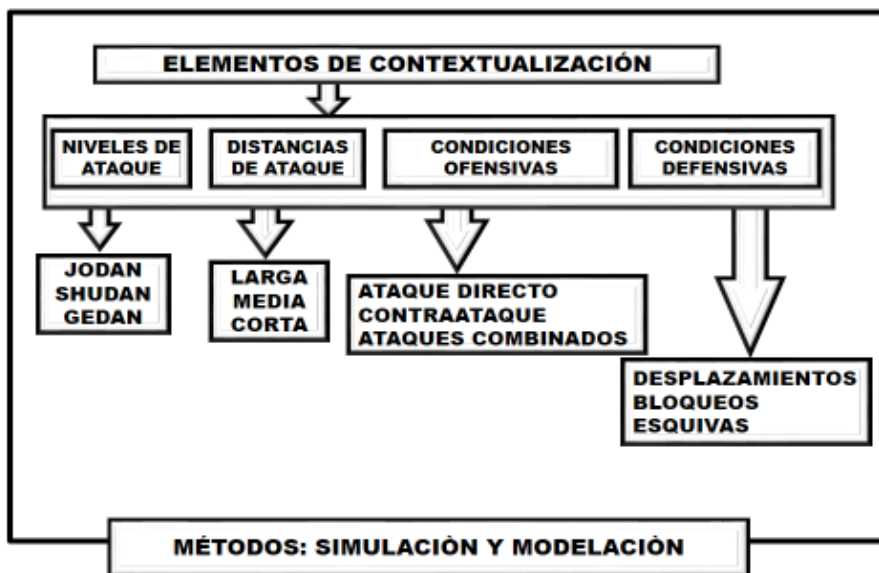 ELEMENTOS DE CONTEXTUALIZACIÓN
NIVELES DE
ATAQUE
DISTANCIAS
DE ATAQUE
CONDICIONES
OFENSIVAS
CONDICIONES
DEFENSIVAS
JODAN
SHUDAN
GEDAN
LARGA
MEDIA
CORTA
ATAQUE DIRECTO
CONTRAATAQUE
ATAQUES COMBINADOS
DESPLAZAMIENTOS
BLOQUEOS
ESQUIVAS
MÉTODOS: SIMULACIÒN Y MODELACIÒN